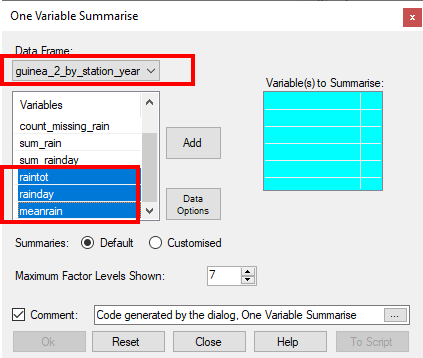 One Variable Summarise
x
Data Frame:
guinea_2_by_station_year
Variable(s) to Summarise:
Variables
count_missing_rain
sum_rain
sum_rainday
raintot
rainday
meanrain
Add
Data
Options
Summaries: Default Customised
Maximum Factor Levels Shown: 7
Comment: Code generated by the dialog, One Variable Summarise ...
Ok Reset Close Help To Script